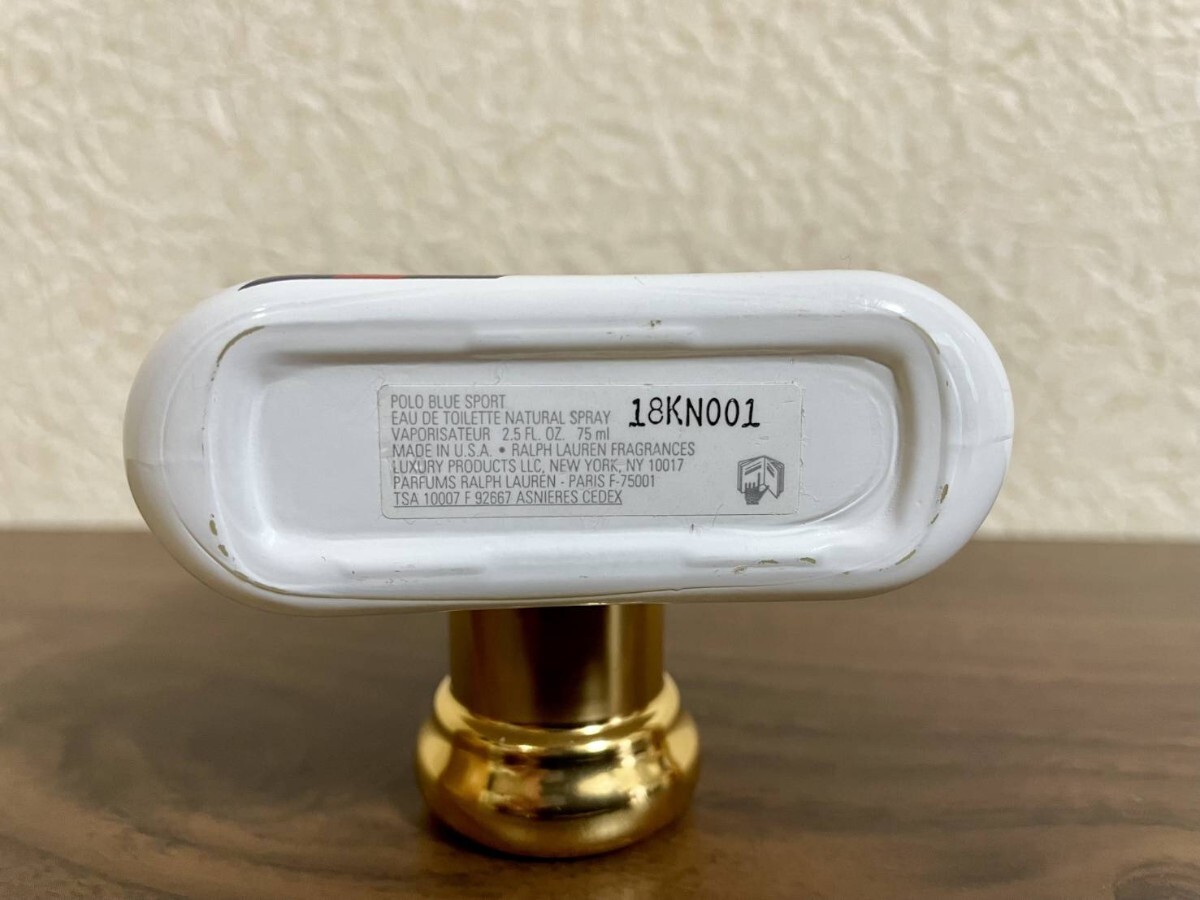 POLO BLUE SPORT
EAU DE TOILETTE NATURAL SPRAY 18KN001
VAPORISATEUR 2.5 FL. OZ. 75 ml
MADE IN U.S.A. • RALPH LAUREN FRAGRANCES
LUXURY PRODUCTS LLC, NEW YORK, NY 10017
PARFUMS RALPH LAUREN - PARIS F-75001
TSA 10007 F 92667 ASNIERES CEDEX